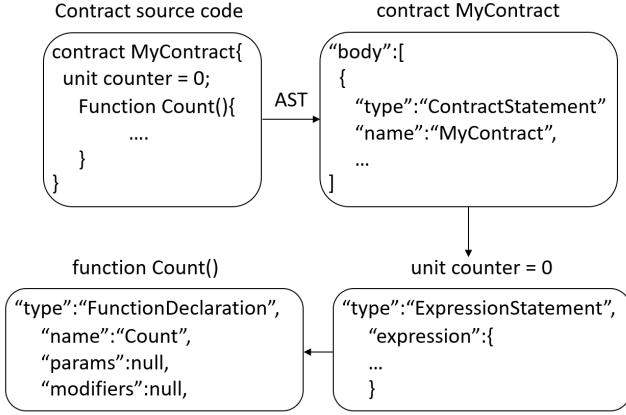 Contract source code
contract MyContract{
unit counter = 0;
Function Count(){
....
}
}
AST
contract MyContract
“body”:[
{
“type”:“ContractStatement”
“name”:“MyContract”,
...
]
function Count()
“type”:“FunctionDeclaration”,
“name”:“Count”,
“params”:null,
“modifiers”:null,
unit counter = 0
“type”:“ExpressionStatement”,
“expression”:{
...
}